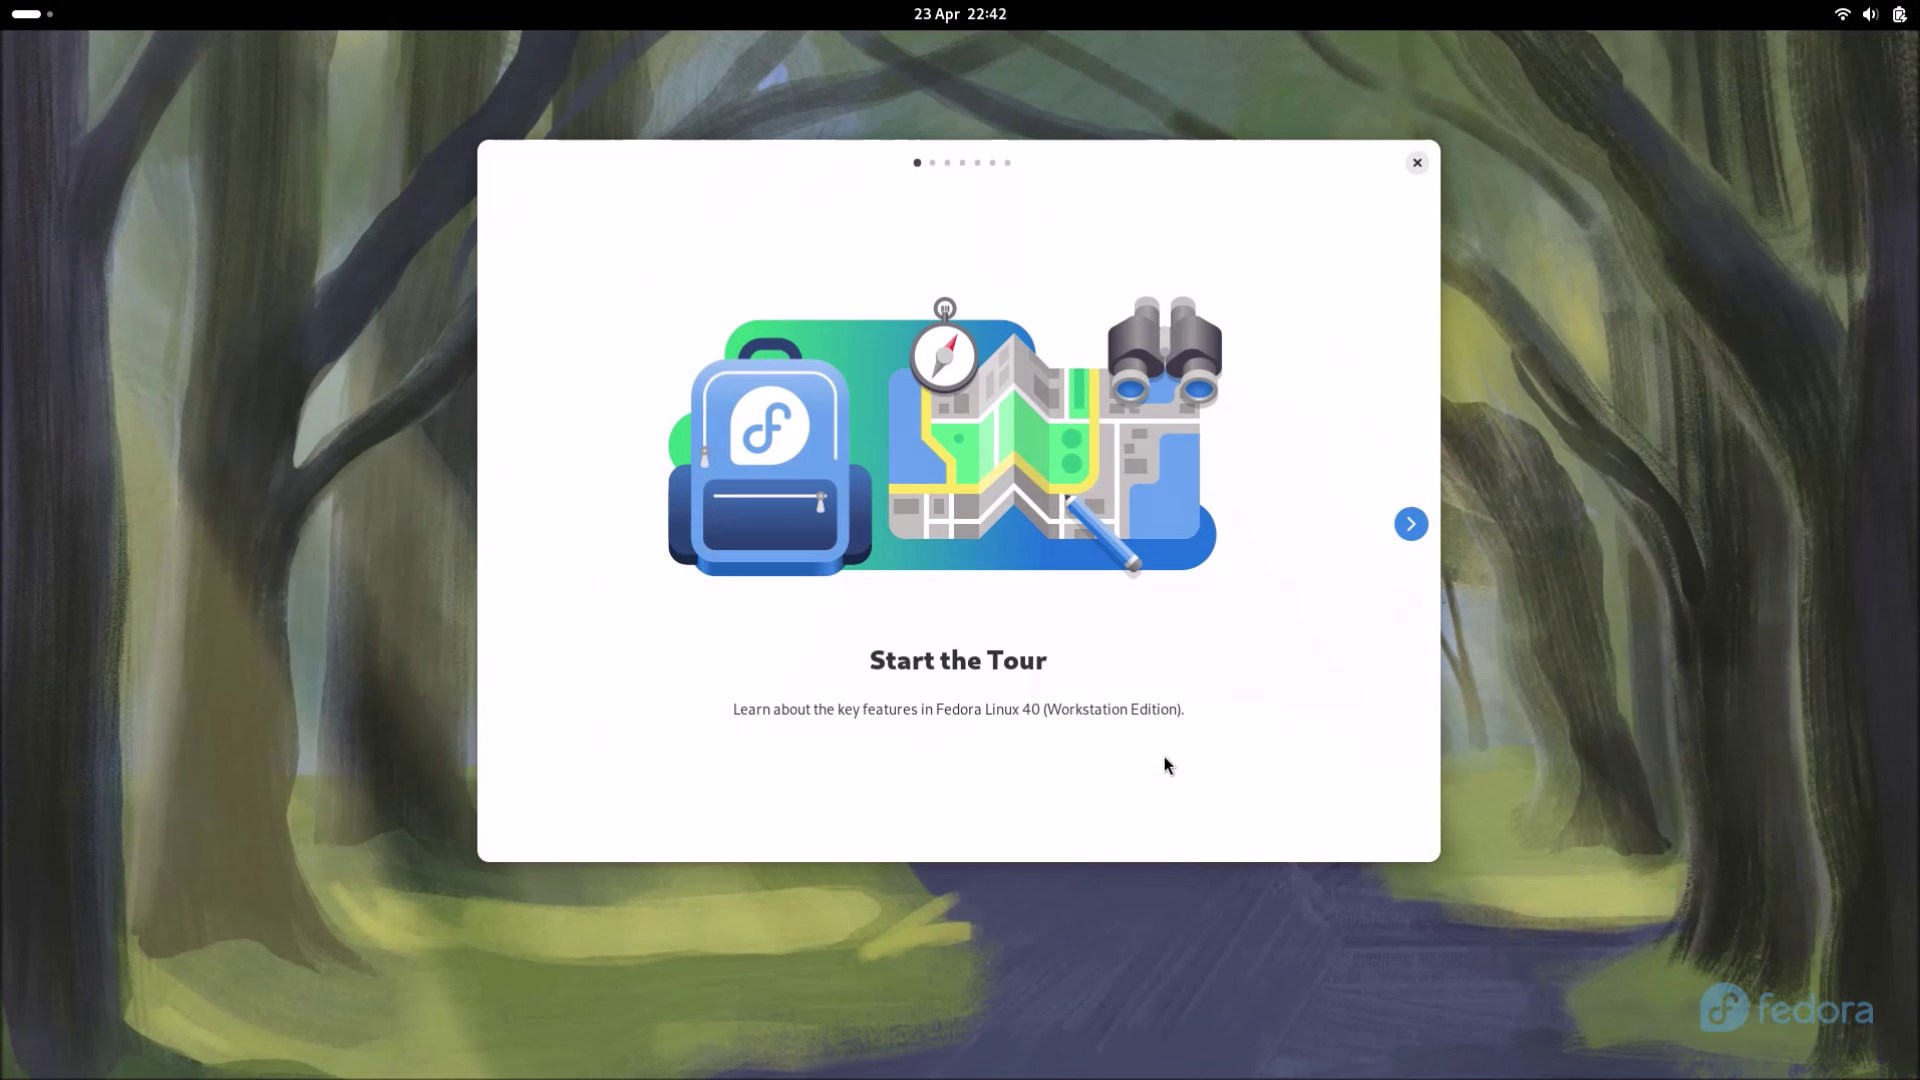 23 Apr 22:42
Start the Tour
Learn about the key features in Fedora Linux 40 (Workstation Edition).
fedora